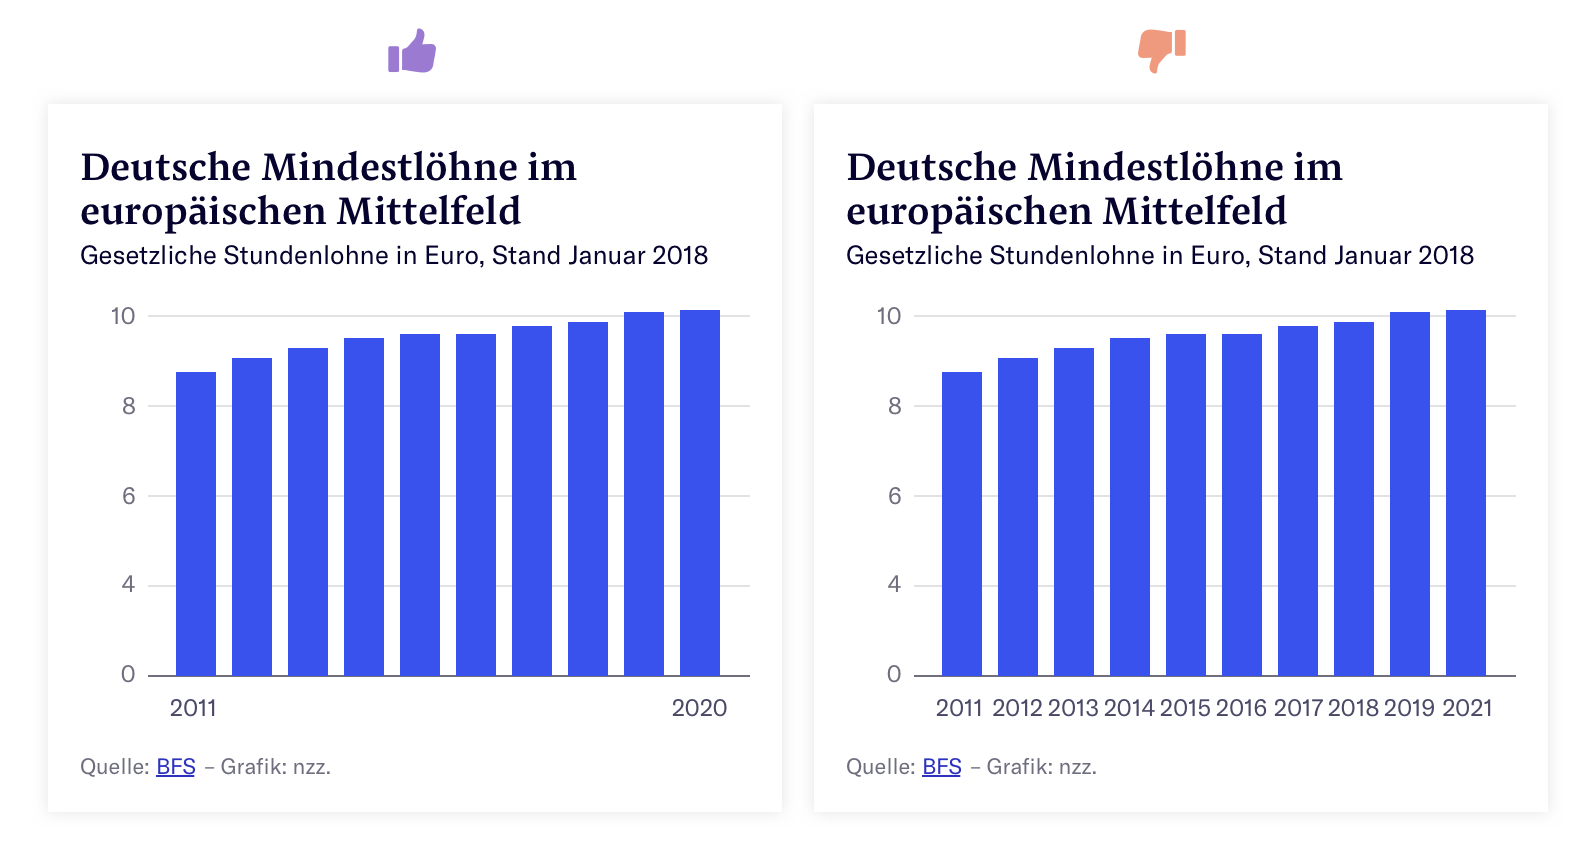 Deutsche Mindestlöhne im
europäischen Mittelfeld
Gesetzliche Stundenlohne in Euro, Stand Januar 2018
10
8
6
4
0
2011 2020
Quelle: BFS – Grafik: nzz.
Deutsche Mindestlöhne im
europäischen Mittelfeld
Gesetzliche Stundenlohne in Euro, Stand Januar 2018
10
8
6
4
0
2011 2012 2013 2014 2015 2016 2017 2018 2019 2021
Quelle: BFS – Grafik: nzz.